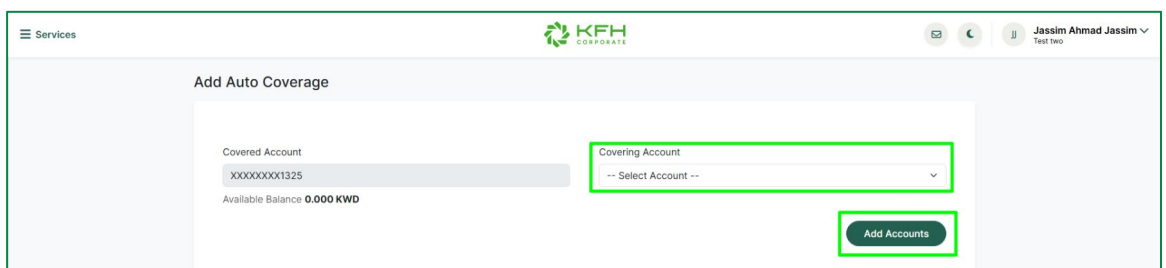 Services
KFH
CORPORATE
JJ
Jassim Ahmad Jassim
Test two
Add Auto Coverage
Covered Account
Covering Account
XXXXXXXX1325
-- Select Account --
Available Balance 0.000 KWD
Add Accounts